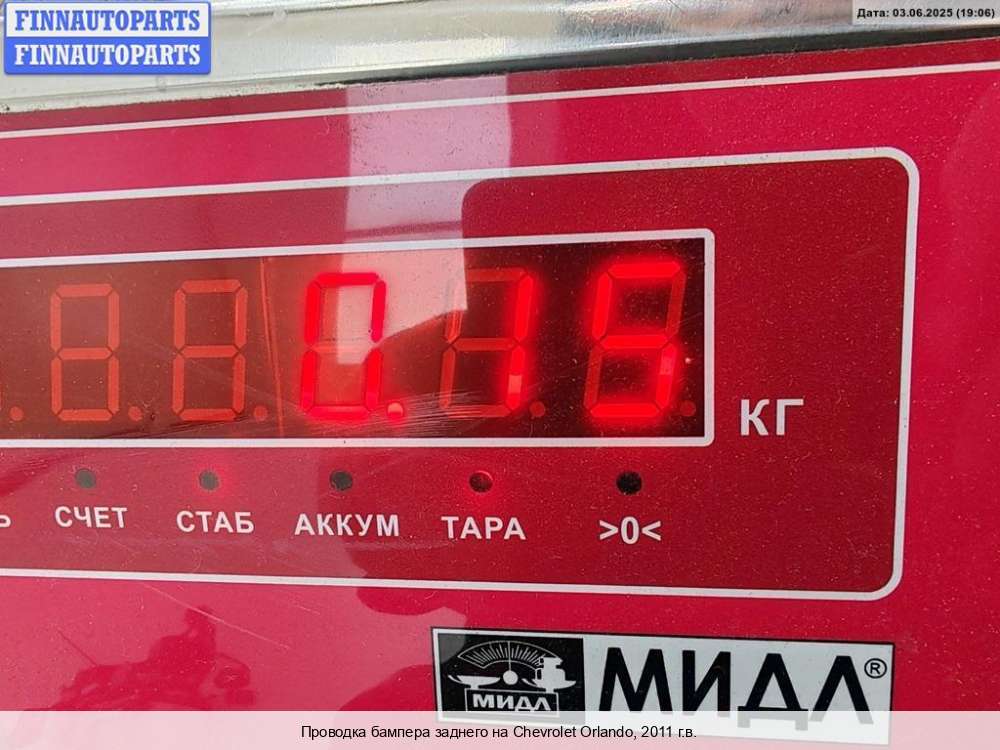 FINNAUTOPARTS
FINNAUTOPARTS
Дата: 03.06.2025 (19:06)
0.15
КГ
Ь СЧЕТ СТАБ АККУМ ТАРА >0<
МИДЛ МИДЛ®
Проводка бампера заднего на Chevrolet Orlando, 2011 г.в.